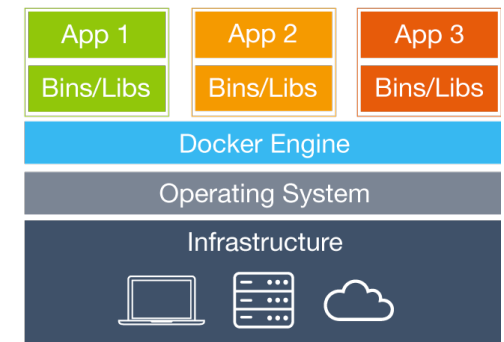 App 1 App 2 App 3
Bins/Libs Bins/Libs Bins/Libs
Docker Engine
Operating System
Infrastructure